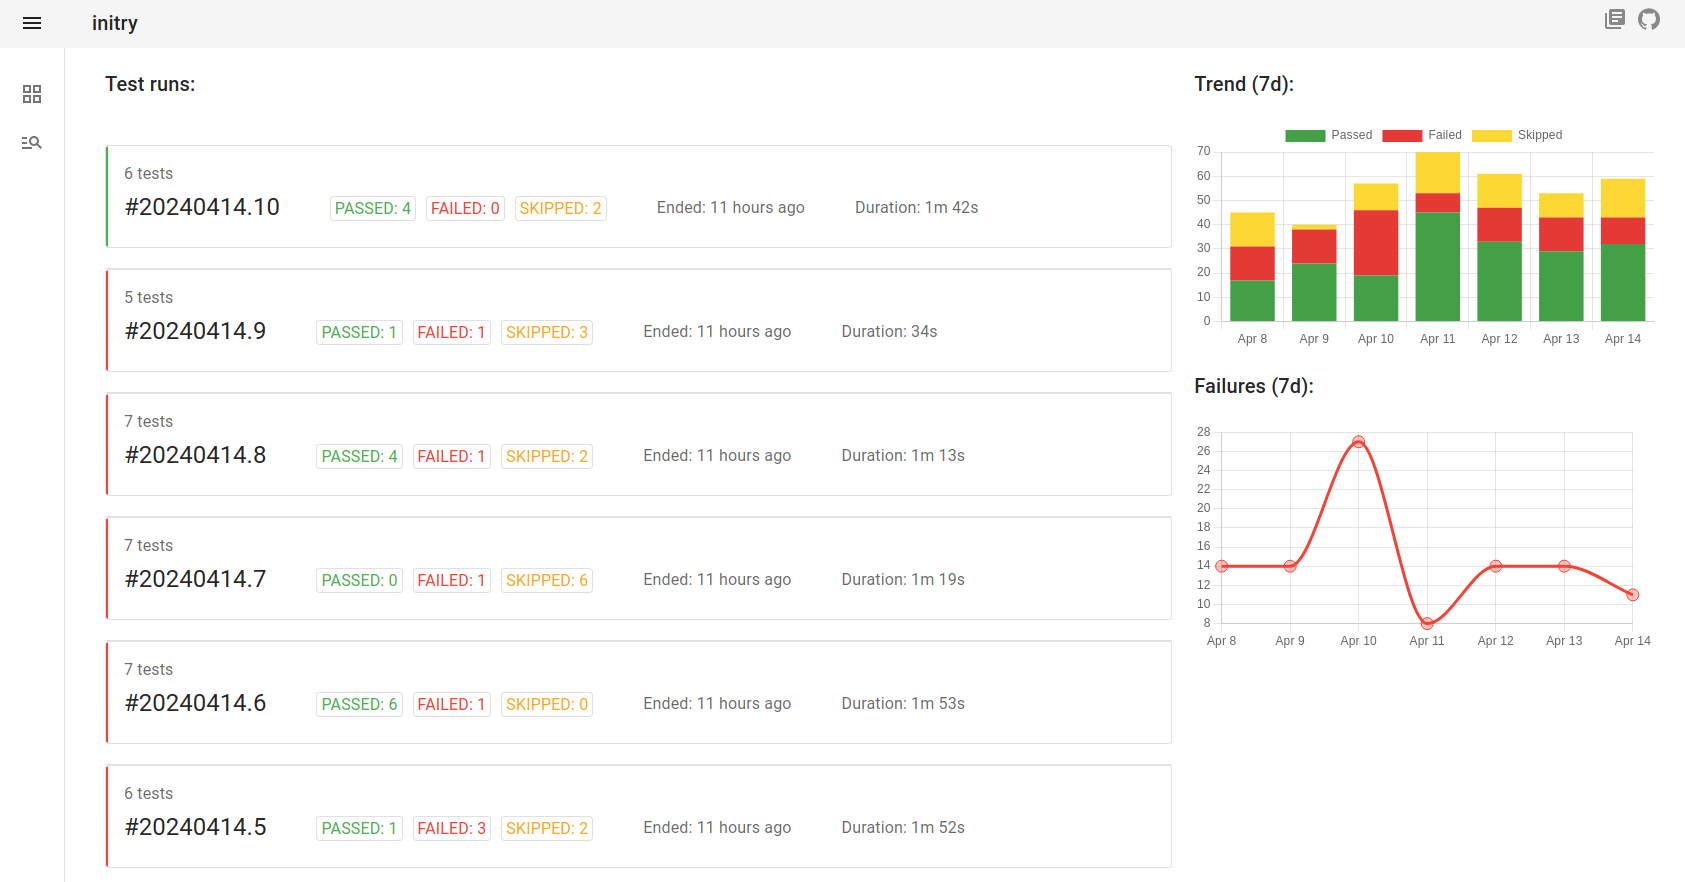 initry
Test runs:
6 tests
#20240414.10 PASSED: 4 FAILED: 0 SKIPPED: 2 Ended: 11 hours ago Duration: 1m 42s
5 tests
#20240414.9 PASSED: 1 FAILED: 1 SKIPPED: 3 Ended: 11 hours ago Duration: 34s
7 tests
#20240414.8 PASSED: 4 FAILED: 1 SKIPPED: 2 Ended: 11 hours ago Duration: 1m 13s
7 tests
#20240414.7 PASSED: 0 FAILED: 1 SKIPPED: 6 Ended: 11 hours ago Duration: 1m 19s
7 tests
#20240414.6 PASSED: 6 FAILED: 1 SKIPPED: 0 Ended: 11 hours ago Duration: 1m 53s
6 tests
#20240414.5 PASSED: 1 FAILED: 3 SKIPPED: 2 Ended: 11 hours ago Duration: 1m 52s
Trend (7d):
Passed Failed Skipped
70
60
50
40
30
20
10
0
Apr 8 Apr 9 Apr 10 Apr 11 Apr 12 Apr 13 Apr 14
Failures (7d):
28
26
24
22
20
18
16
14
12
10
8
Apr 8 Apr 9 Apr 10 Apr 11 Apr 12 Apr 13 Apr 14